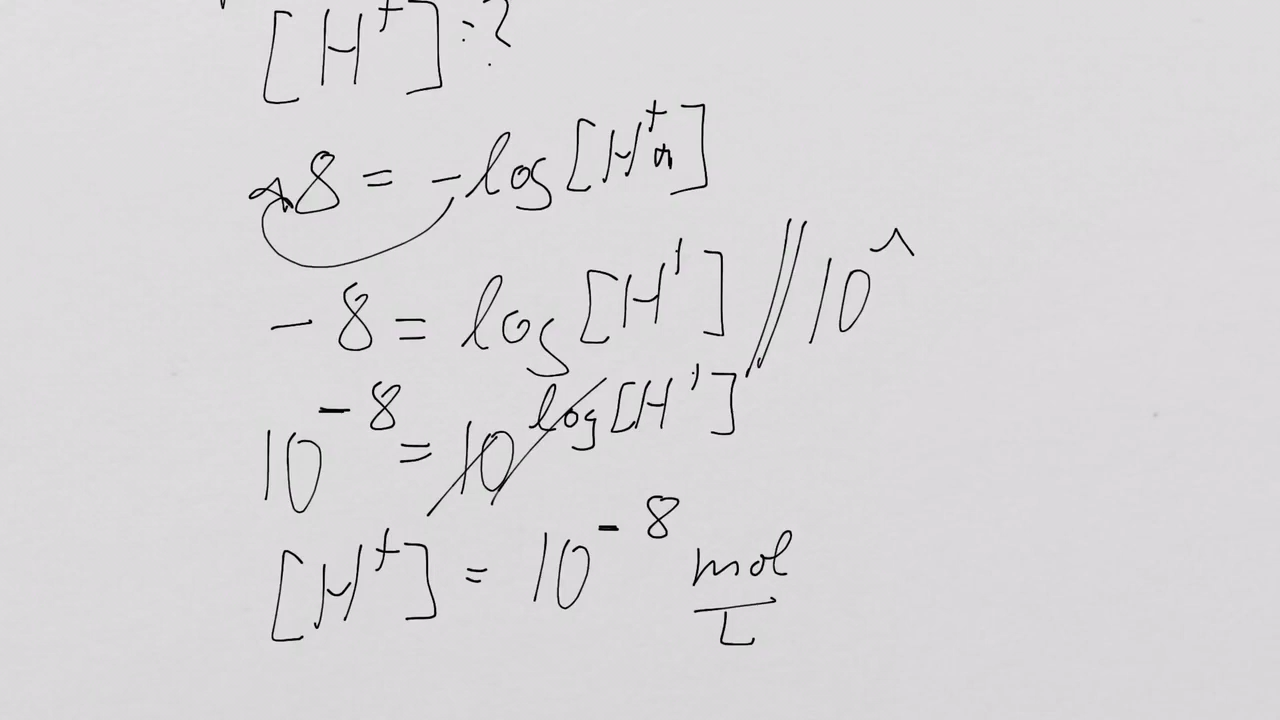 [H⁺] = ?
8 = -log[H⁺]
-8 = log[H⁺] // 10^
10⁻⁸ = 10^log[H⁺]
[H⁺] = 10⁻⁸ mol/L